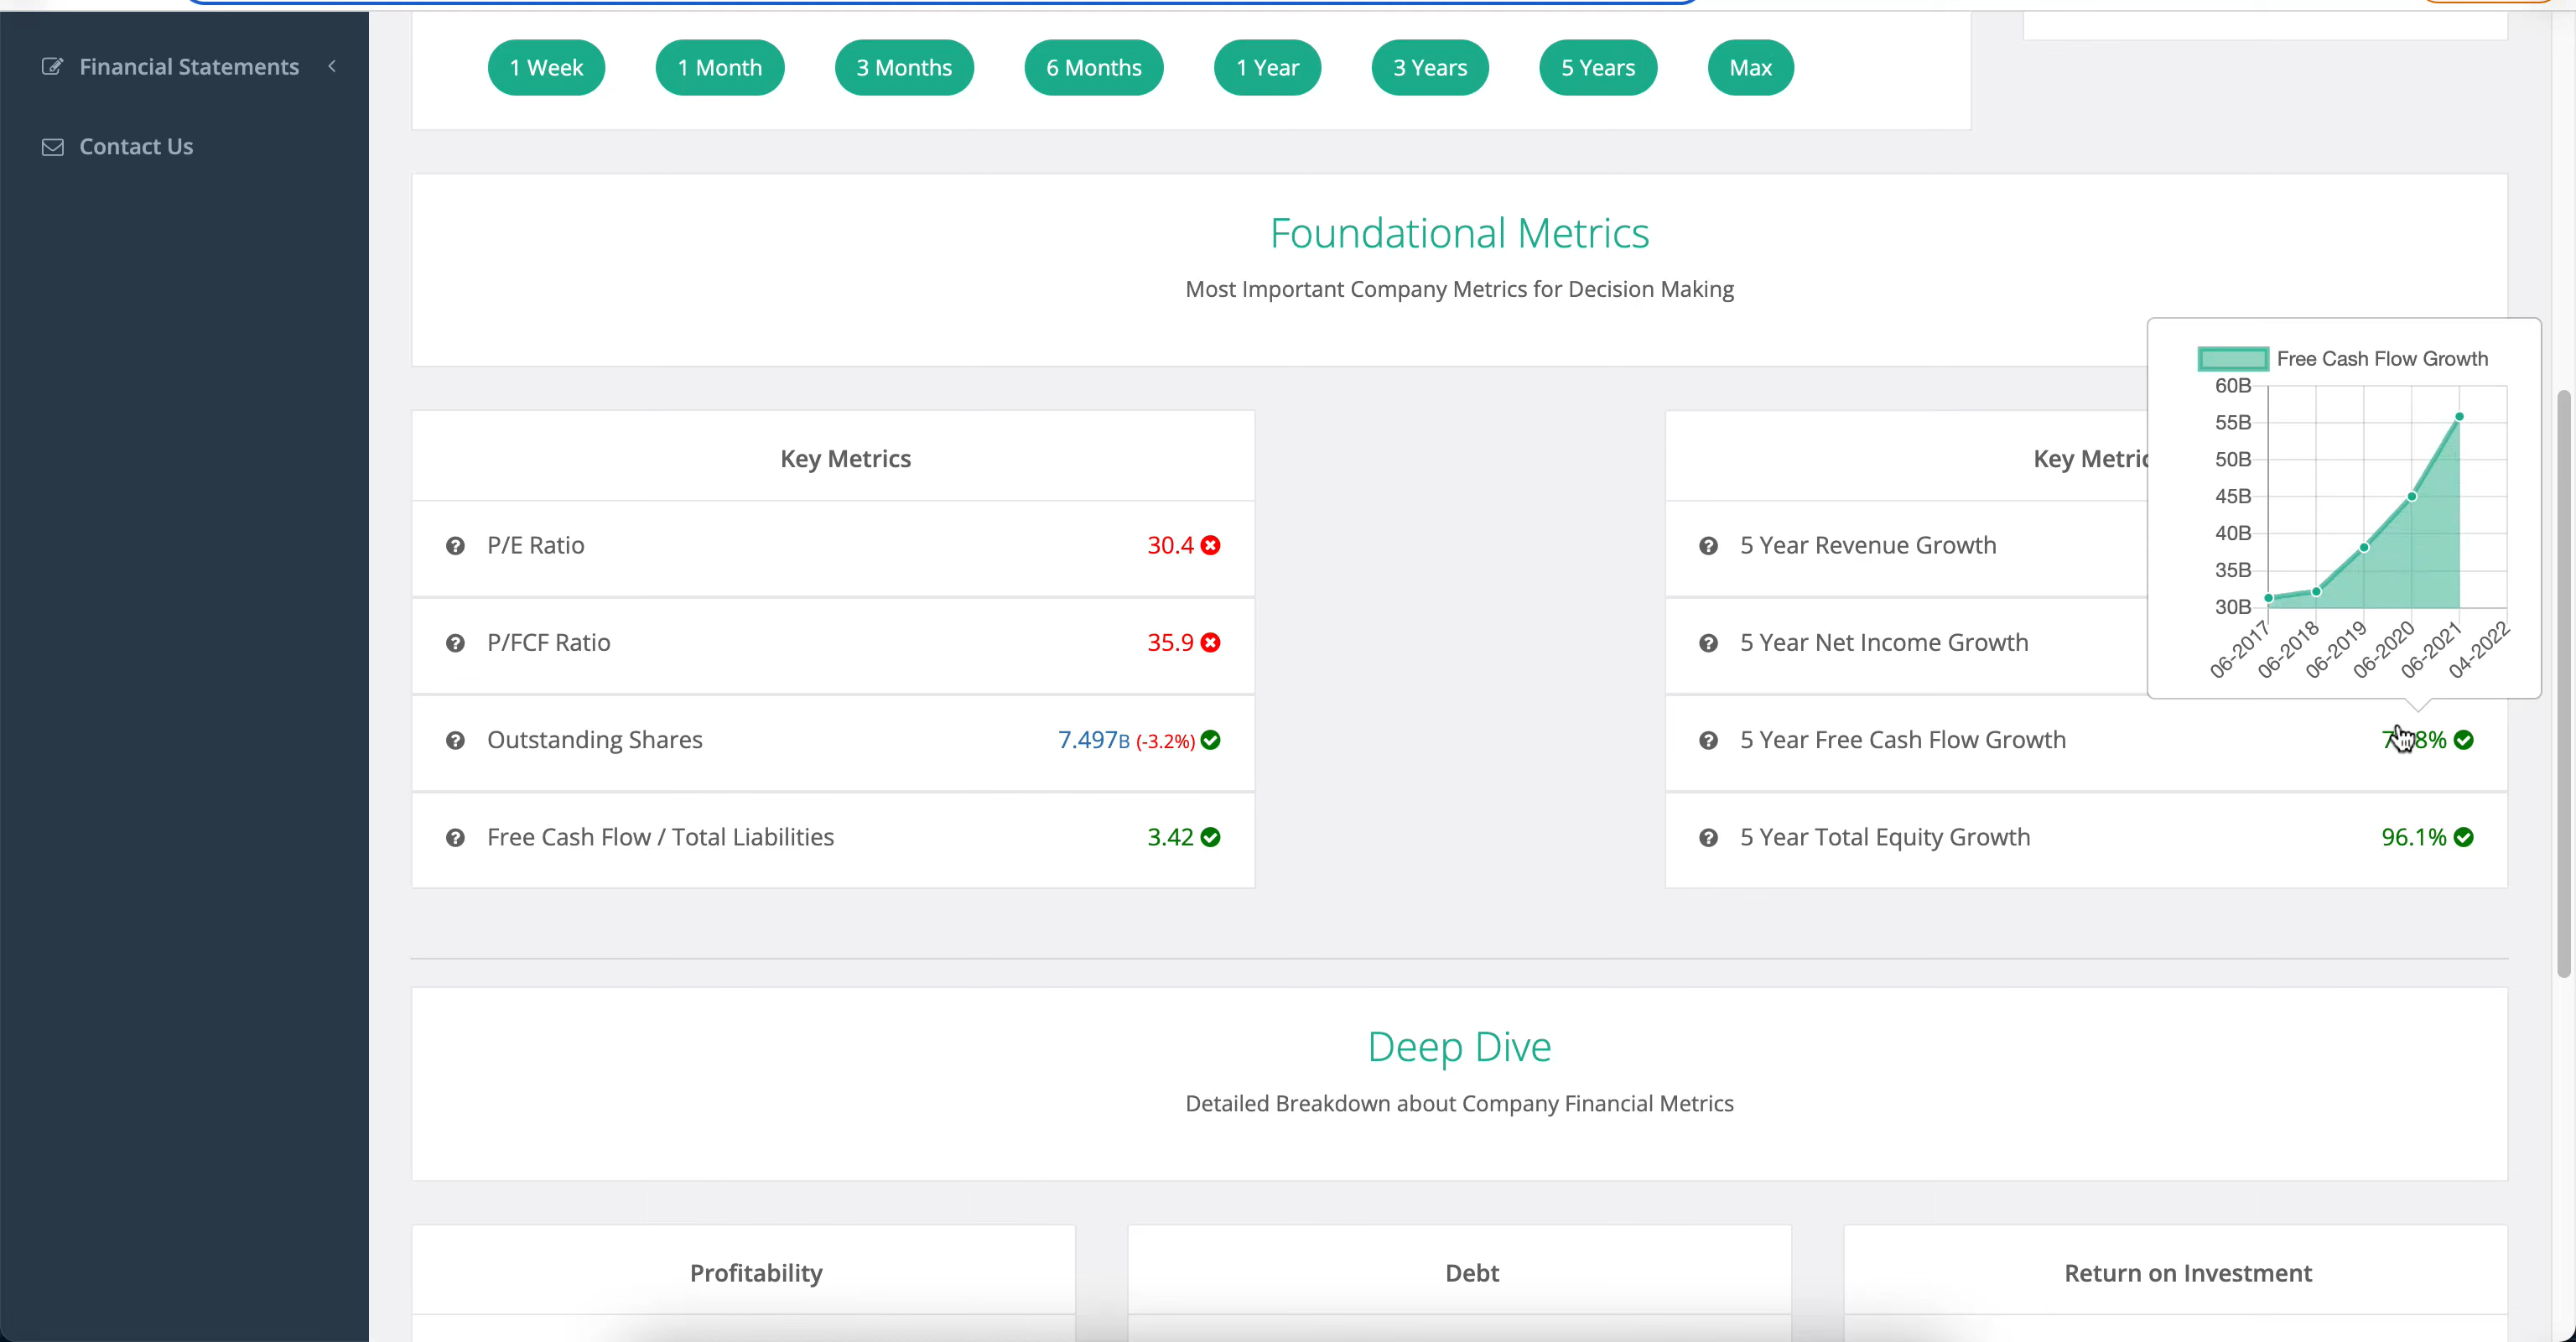 Financial Statements
Contact Us
1 Week 1 Month 3 Months 6 Months 1 Year 3 Years 5 Years Max
Foundational Metrics
Most Important Company Metrics for Decision Making
Key Metrics
P/E Ratio 30.4
P/FCF Ratio 35.9
Outstanding Shares 7.497B (-3.2%)
Free Cash Flow / Total Liabilities 3.42
Key Metric
5 Year Revenue Growth
5 Year Net Income Growth
5 Year Free Cash Flow Growth
5 Year Total Equity Growth 96.1%
Free Cash Flow Growth
60B
55B
50B
45B
40B
35B
30B
06-2017 06-2018 06-2019 06-2020 06-2021 04-2022
Deep Dive
Detailed Breakdown about Company Financial Metrics
Profitability
Debt
Return on Investment